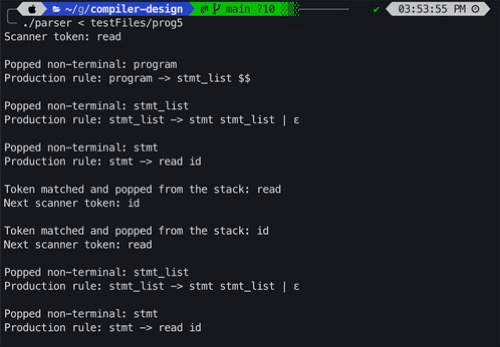 ~/g/compiler-design main ?10 ✔ 03:53:55 PM
./parser < testFiles/prog5
Scanner token: read
Popped non-terminal: program
Production rule: program -> stmt_list $$
Popped non-terminal: stmt_list
Production rule: stmt_list -> stmt stmt_list | ε
Popped non-terminal: stmt
Production rule: stmt -> read id
Token matched and popped from the stack: read
Next scanner token: id
Token matched and popped from the stack: id
Next scanner token: read
Popped non-terminal: stmt_list
Production rule: stmt_list -> stmt stmt_list | ε
Popped non-terminal: stmt
Production rule: stmt -> read id